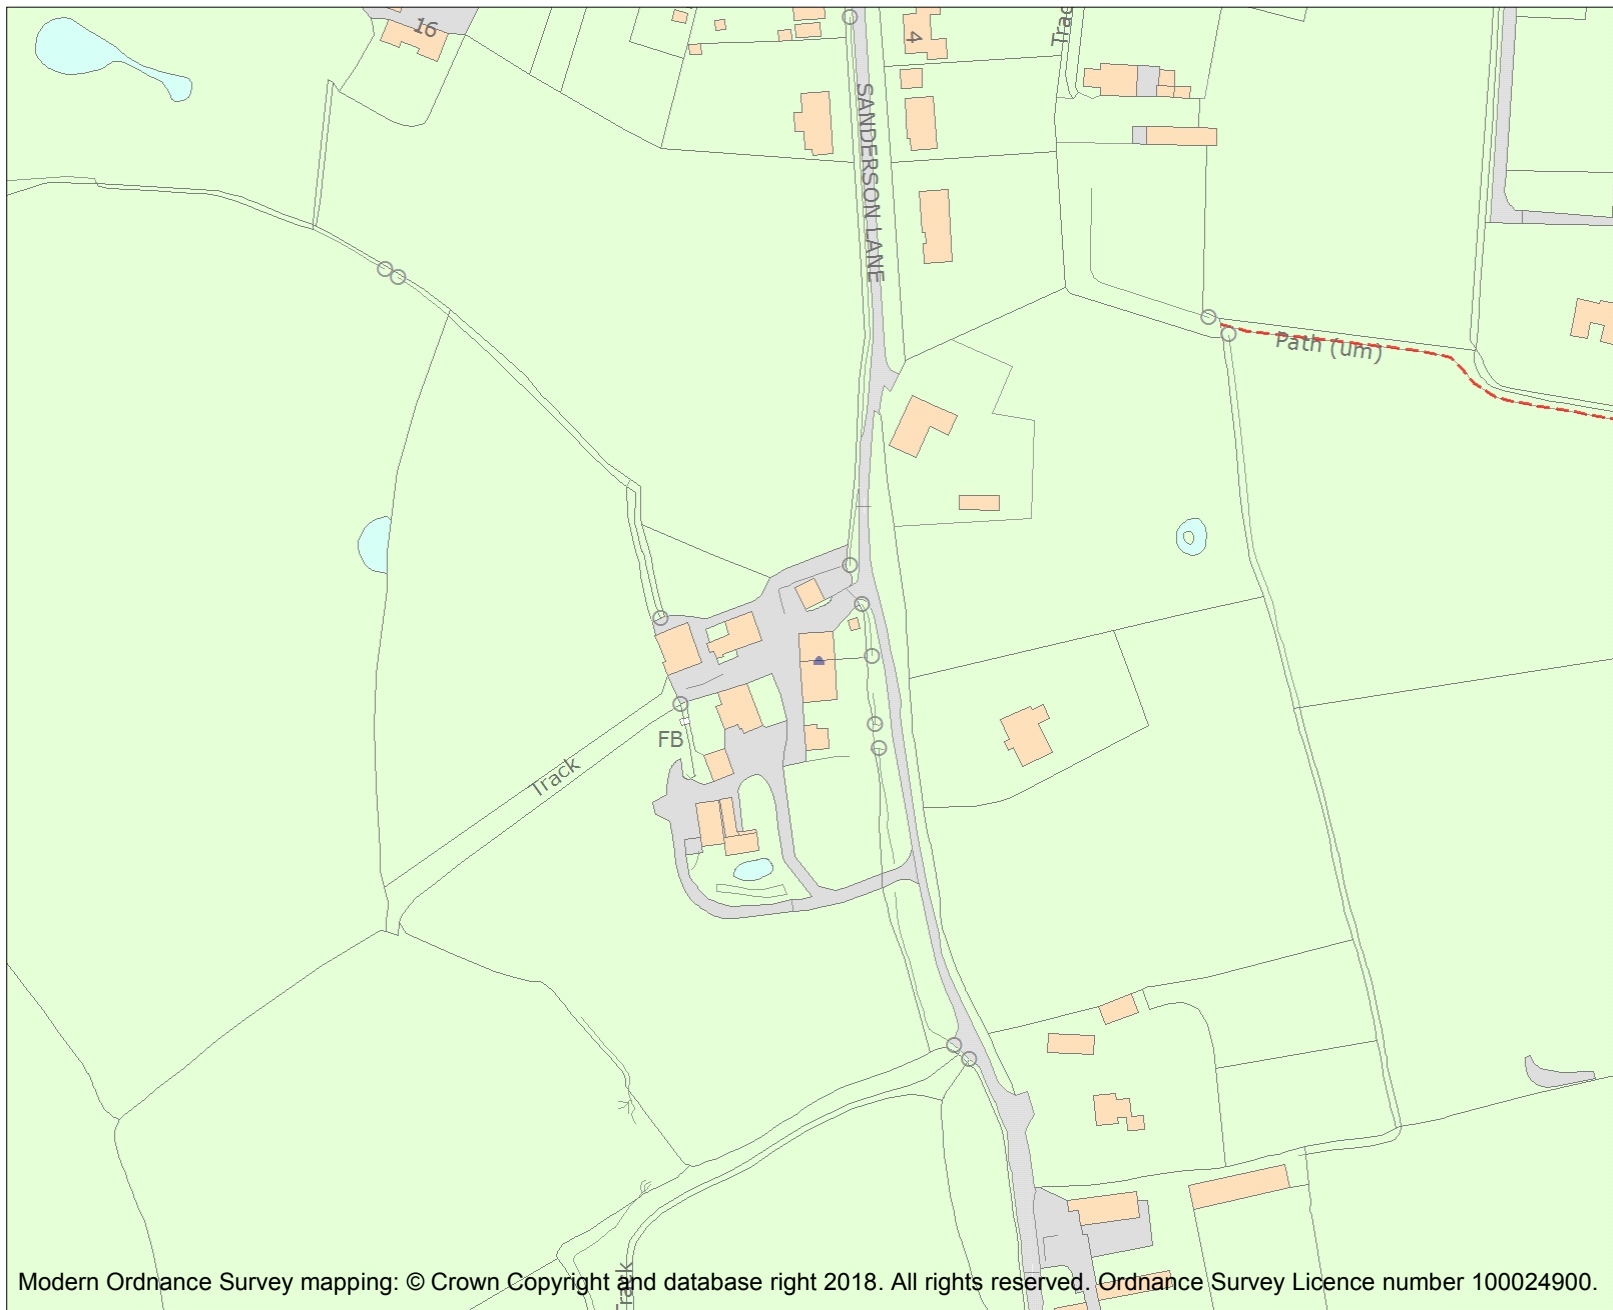 16
4
Trac
SANDERSON LANE
Path (um)
FB
Track
Track
Modern Ordnance Survey mapping: © Crown Copyright and database right 2018. All rights reserved. Ordnance Survey Licence number 100024900.